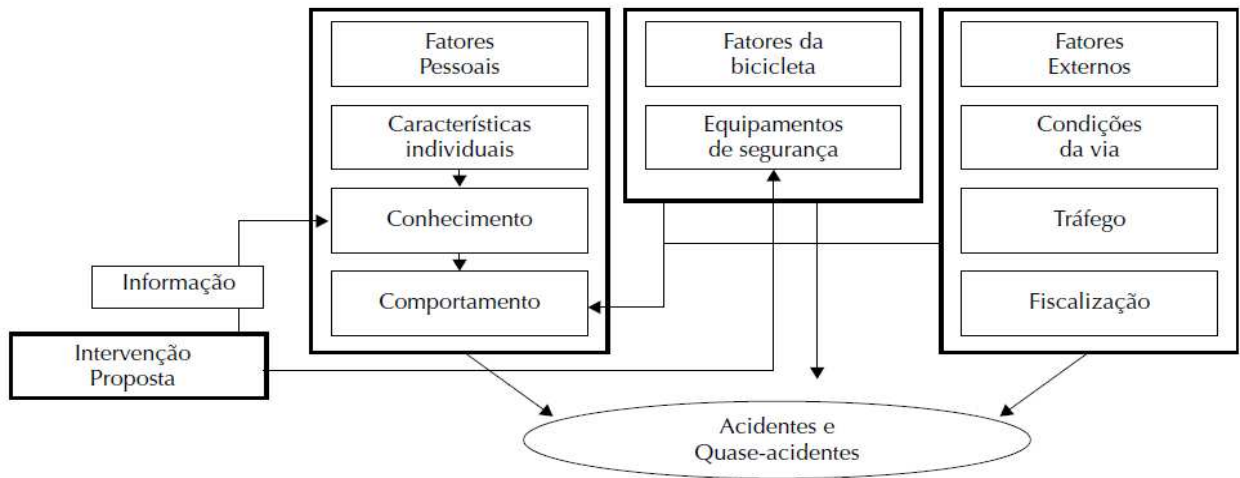 Fatores
Pessoais
Características
individuais
Conhecimento
Comportamento
Fatores da
bicicleta
Equipamentos
de segurança
Fatores
Externos
Condições
da via
Tráfego
Fiscalização
Informação
Intervenção
Proposta
Acidentes e
Quase-acidentes